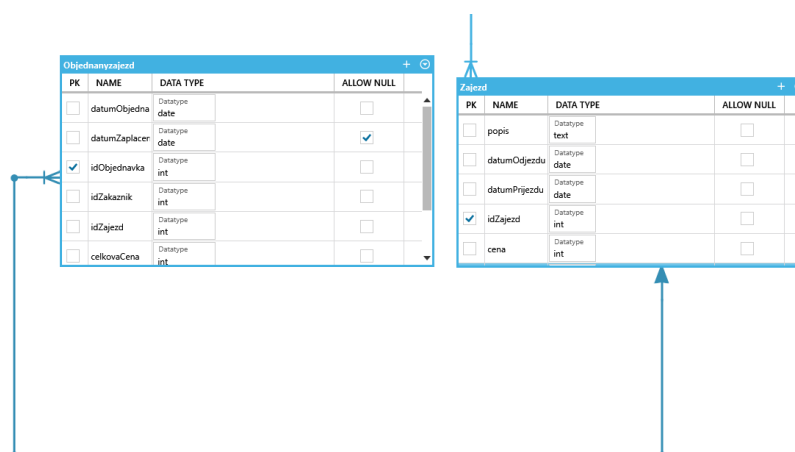 Objednanyzajezd
PK NAME DATA TYPE ALLOW NULL
datumObjedna Datatype date
datumZaplacer Datatype date
idObjednavka Datatype int
idZakaznik Datatype int
idZajezd Datatype int
celkovaCena Datatype int
Zajezd
PK NAME DATA TYPE ALLOW NULL
popis Datatype text
datumOdjezdu Datatype date
datumPrijezdu Datatype date
idZajezd Datatype int
cena Datatype int